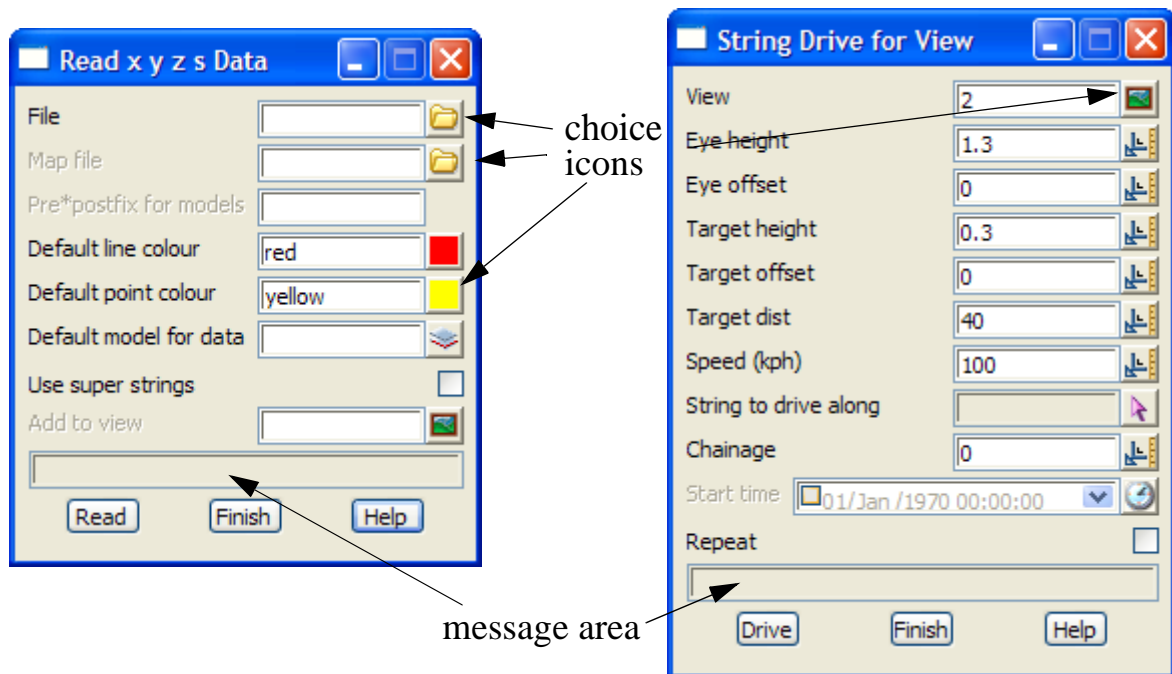 Read x y z s Data
File
Map file
Pre*postfix for models
Default line colour red
Default point colour yellow
Default model for data
Use super strings
Add to view
Read Finish Help
choice
icons
message area
String Drive for View
View 2
Eye height 1.3
Eye offset 0
Target height 0.3
Target offset 0
Target dist 40
Speed (kph) 100
String to drive along
Chainage 0
Start time 01/Jan /1970 00:00:00
Repeat
Drive Finish Help